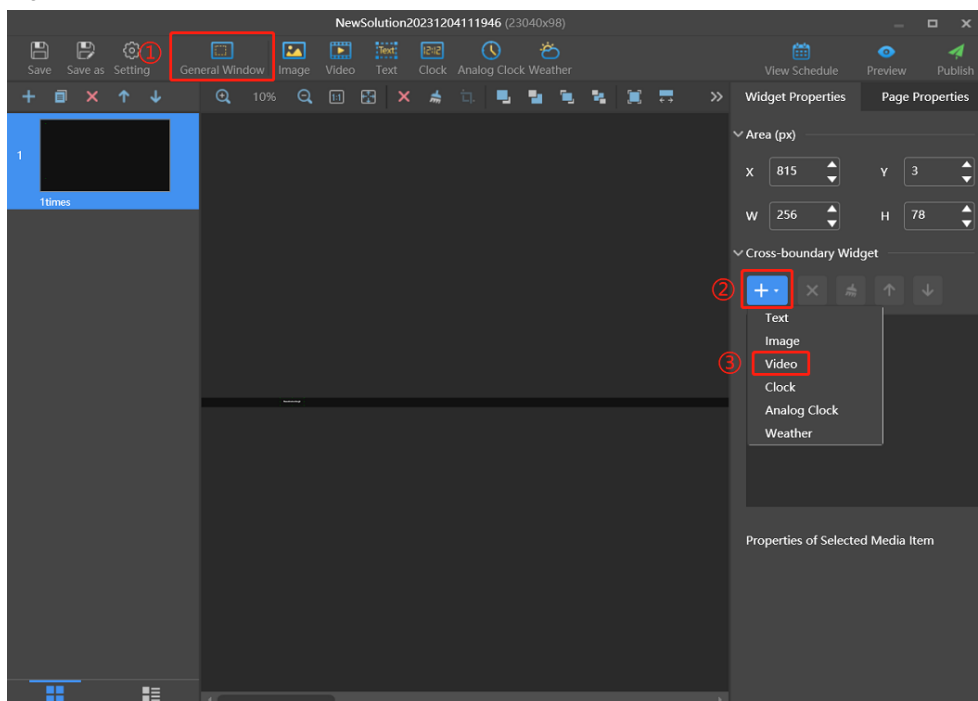 NewSolution20231204111946 (23040x98)
①
Save Save as Setting General Window Image Video Text Clock Analog Clock Weather View Schedule Preview Publish
10% Widget Properties Page Properties
Area (px)
1
X 815 Y 3
1times
W 256 H 78
Cross-boundary Widget
②
Text
Image
③ Video
Clock
Analog Clock
Weather
Properties of Selected Media Item